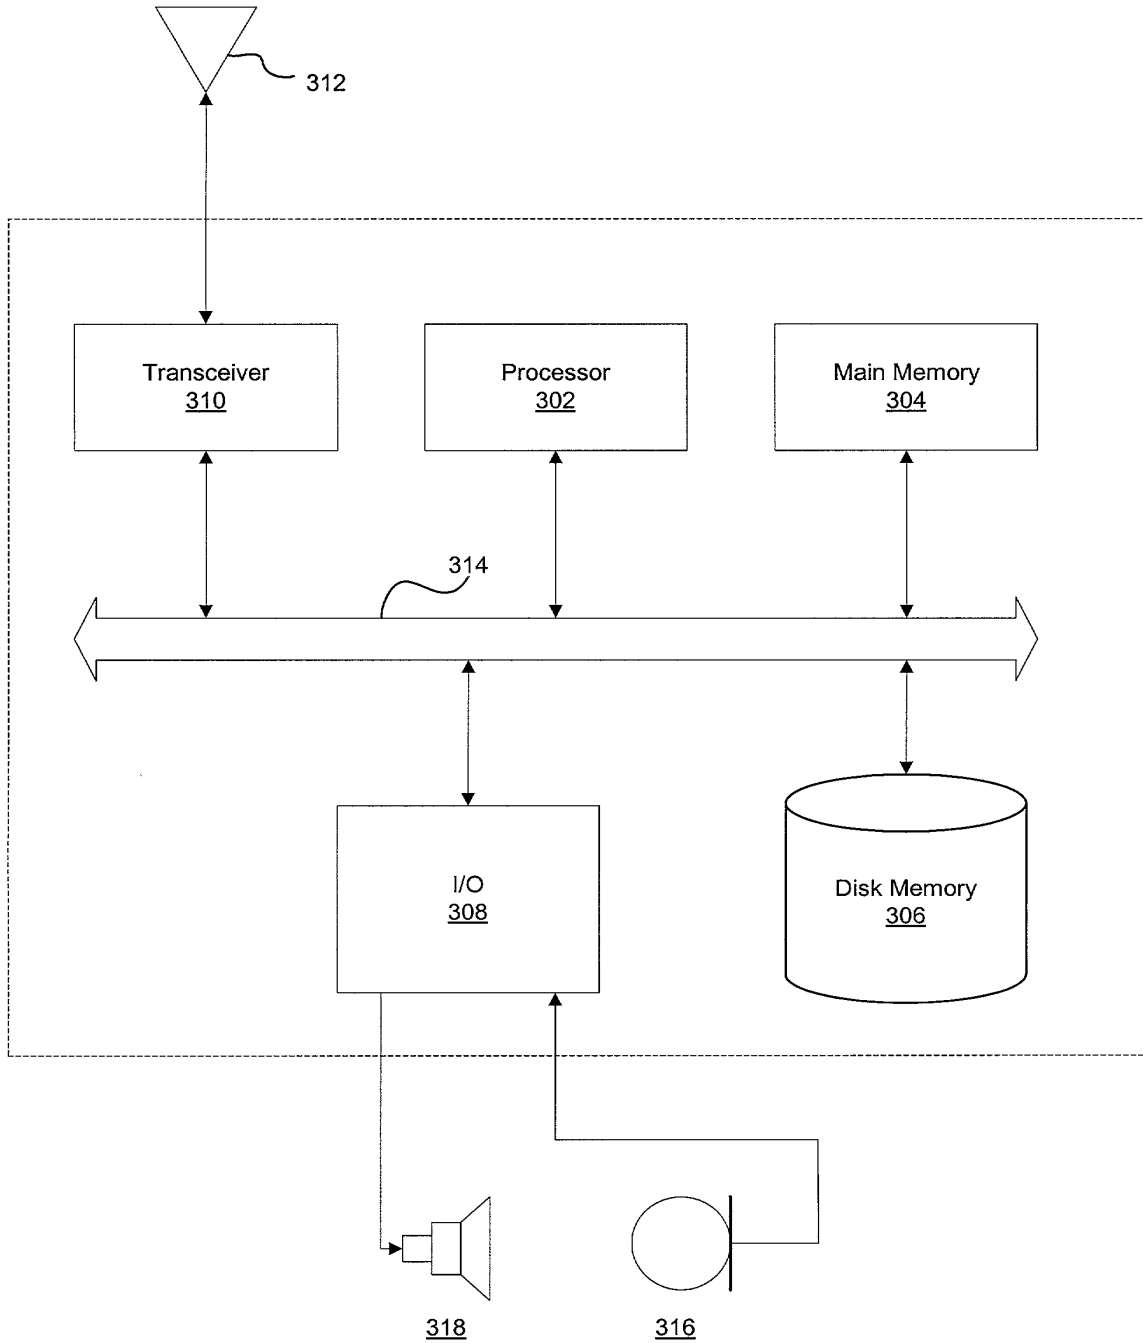 312
Transceiver
310
Processor
302
Main Memory
304
314
I/O
308
Disk Memory
306
318
316